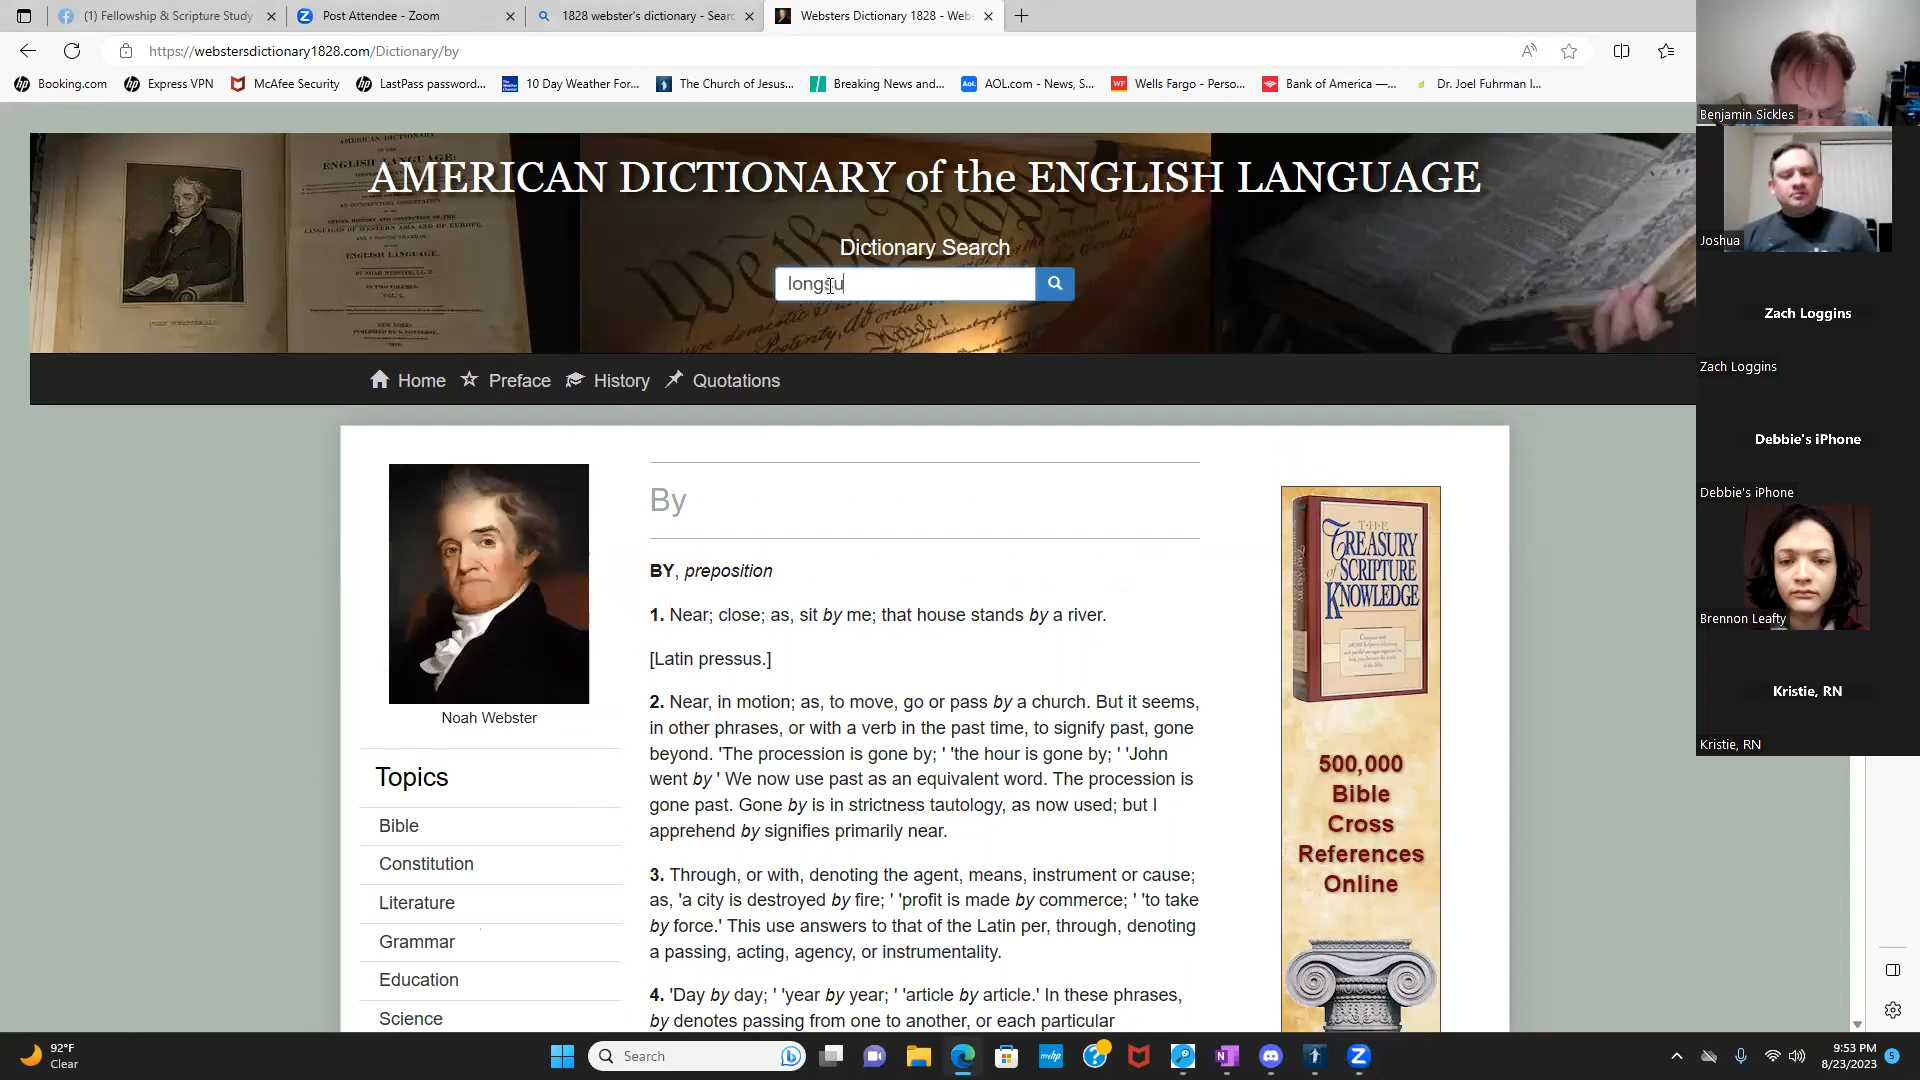 (1) Fellowship & Scripture Study
Post Attendee - Zoom
1828 webster's dictionary - Searc
Websters Dictionary 1828 - Web
https://webstersdictionary1828.com/Dictionary/by
Booking.com
Express VPN
McAfee Security
LastPass password...
10 Day Weather For...
The Church of Jesus...
Breaking News and...
AOL.com - News, S...
Wells Fargo - Perso...
Bank of America —...
Dr. Joel Fuhrman I...
AMERICAN DICTIONARY of the ENGLISH LANGUAGE
Dictionary Search
longsu
Home
Preface
History
Quotations
Noah Webster
Topics
Bible
Constitution
Literature
Grammar
Education
Science
By
BY, preposition
1. Near; close; as, sit by me; that house stands by a river.
[Latin pressus.]
2. Near, in motion; as, to move, go or pass by a church. But it seems,
in other phrases, or with a verb in the past time, to signify past, gone
beyond. 'The procession is gone by; ' 'the hour is gone by; ' 'John
went by ' We now use past as an equivalent word. The procession is
gone past. Gone by is in strictness tautology, as now used; but I
apprehend by signifies primarily near.
3. Through, or with, denoting the agent, means, instrument or cause;
as, 'a city is destroyed by fire; ' 'profit is made by commerce; ' 'to take
by force.' This use answers to that of the Latin per, through, denoting
a passing, acting, agency, or instrumentality.
4. 'Day by day; ' 'year by year; ' 'article by article.' In these phrases,
by denotes passing from one to another, or each particular
THE
TREASURY
of SCRIPTURE
KNOWLEDGE
500,000
Bible
Cross
References
Online
Benjamin Sickles
Joshua
Zach Loggins
Zach Loggins
Debbie's iPhone
Debbie's iPhone
Brennon Leafty
Kristie, RN
Kristie, RN
92°F
Clear
Search
9:53 PM
8/23/2023
5